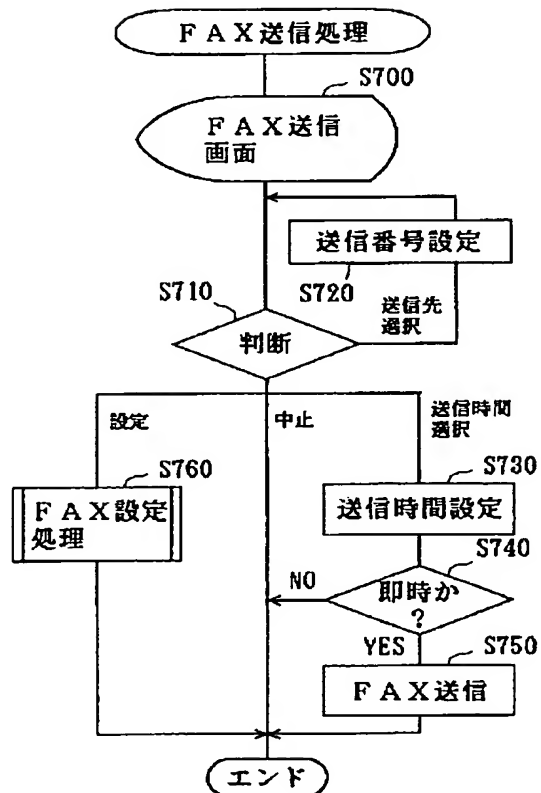 ＦＡＸ送信処理
S700
ＦＡＸ送信
画面
送信番号設定
S720
S710
送信先
選択
判断
設定
中止
送信時間
選択
S760
S730
ＦＡＸ設定
処理
送信時間設定
S740
NO
即時か
？
YES
S750
ＦＡＸ送信
エンド